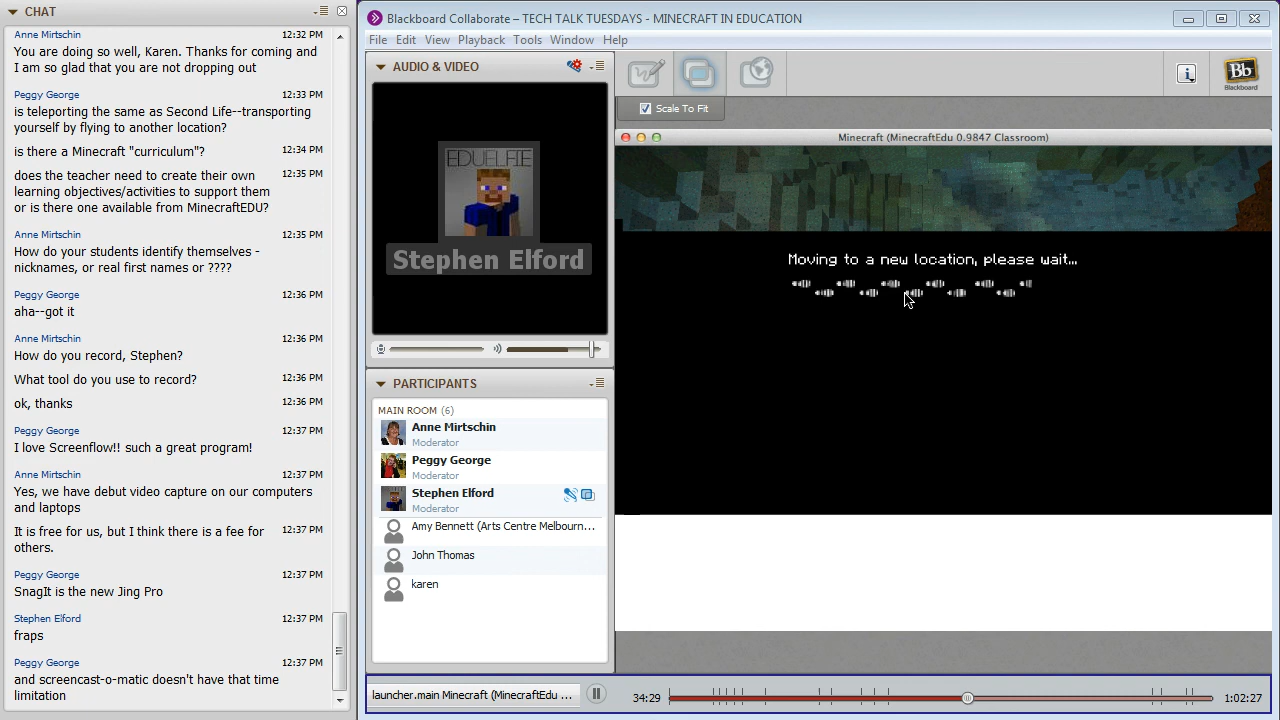 CHAT
Anne Mirtschin 12:32 PM
You are doing so well, Karen. Thanks for coming and
I am so glad that you are not dropping out
Peggy George 12:33 PM
is teleporting the same as Second Life--transporting
yourself by flying to another location?
is there a Minecraft "curriculum"? 12:34 PM
does the teacher need to create their own 12:35 PM
learning objectives/activities to support them
or is there one available from MinecraftEDU?
Anne Mirtschin 12:35 PM
How do your students identify themselves -
nicknames, or real first names or ????
Peggy George 12:36 PM
aha--got it
Anne Mirtschin 12:36 PM
How do you record, Stephen?
What tool do you use to record? 12:36 PM
ok, thanks 12:36 PM
Peggy George 12:37 PM
I love Screenflow!! such a great program!
Anne Mirtschin 12:37 PM
Yes, we have debut video capture on our computers
and laptops
It is free for us, but I think there is a fee for 12:37 PM
others.
Peggy George 12:37 PM
SnagIt is the new Jing Pro
Stephen Elford 12:37 PM
fraps
Peggy George 12:37 PM
and screencast-o-matic doesn't have that time
limitation
Blackboard Collaborate – TECH TALK TUESDAYS - MINECRAFT IN EDUCATION
File Edit View Playback Tools Window Help
AUDIO & VIDEO
EDUELFIE
Stephen Elford
PARTICIPANTS
MAIN ROOM (6)
Anne Mirtschin
Moderator
Peggy George
Moderator
Stephen Elford
Moderator
Amy Bennett (Arts Centre Melbourn...
John Thomas
karen
Bb
Blackboard
Scale To Fit
Minecraft (MinecraftEdu 0.9847 Classroom)
Moving to a new location, please wait...
launcher.main Minecraft (MinecraftEdu ...
34:29
1:02:27